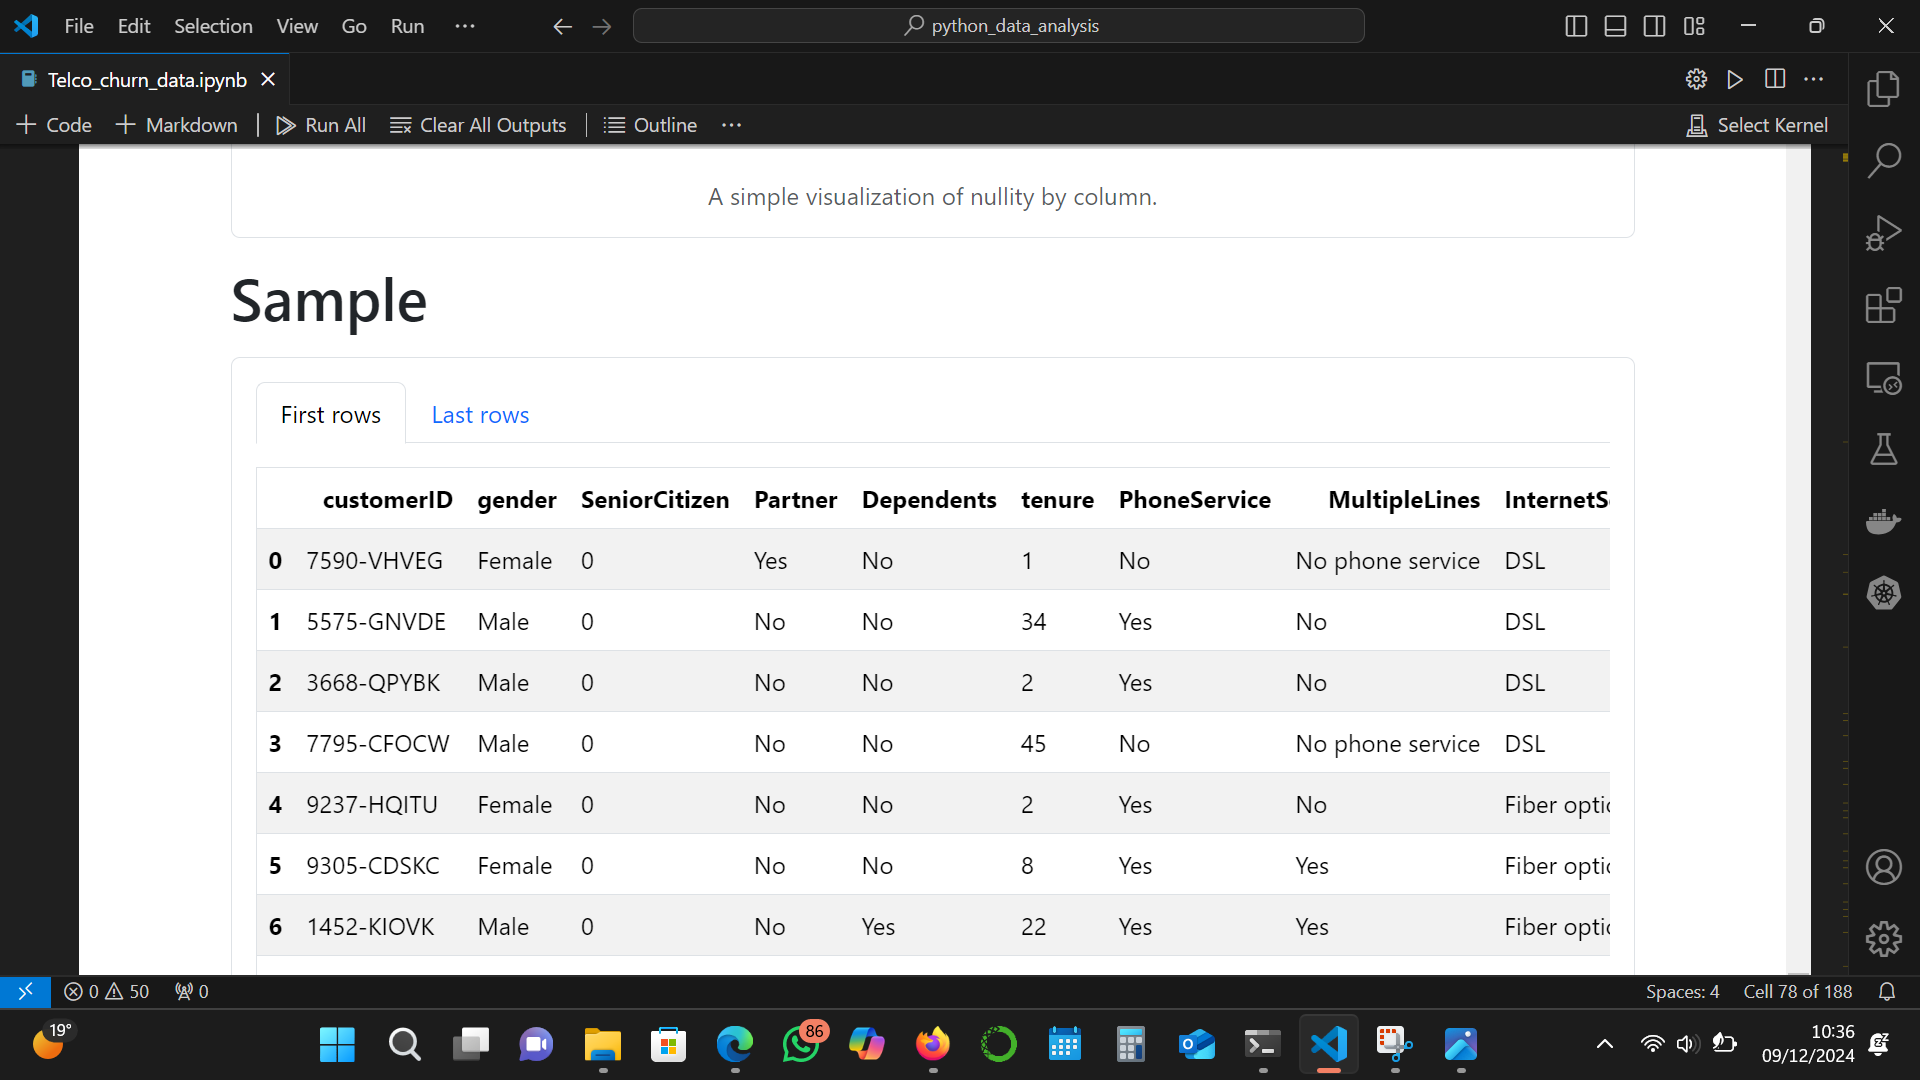 File Edit Selection View Go Run ··· python_data_analysis
Telco_churn_data.ipynb
Code Markdown Run All Clear All Outputs Outline ··· Select Kernel
A simple visualization of nullity by column.
Sample
First rows Last rows
customerID gender SeniorCitizen Partner Dependents tenure PhoneService MultipleLines InternetS
0 7590-VHVEG Female 0 Yes No 1 No No phone service DSL
1 5575-GNVDE Male 0 No No 34 Yes No DSL
2 3668-QPYBK Male 0 No No 2 Yes No DSL
3 7795-CFOCW Male 0 No No 45 No No phone service DSL
4 9237-HQITU Female 0 No No 2 Yes No Fiber optic
5 9305-CDSKC Female 0 No No 8 Yes Yes Fiber optic
6 1452-KIOVK Male 0 No Yes 22 Yes Yes Fiber optic
0 50 0 Spaces: 4 Cell 78 of 188
19° 86 10:36
09/12/2024